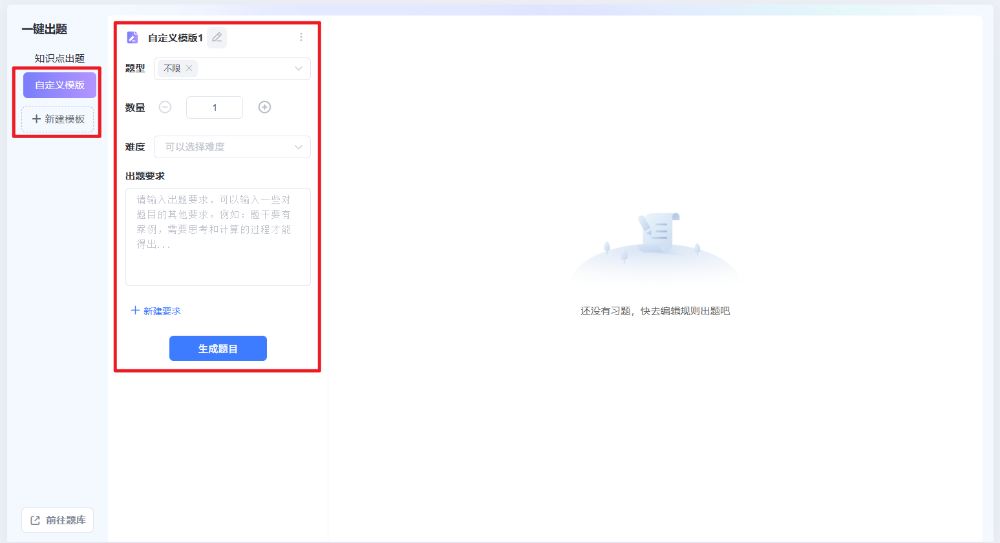 一键出题
知识点出题
自定义模版
新建模板
前往题库
自定义模版1
题型
不限
数量
1
难度
可以选择难度
出题要求
请输入出题要求，可以输入一些对
题目的其他要求。例如：题干要有
案例，需要思考和计算的过程才能
得出...
新建要求
生成题目
还没有习题，快去编辑规则出题吧